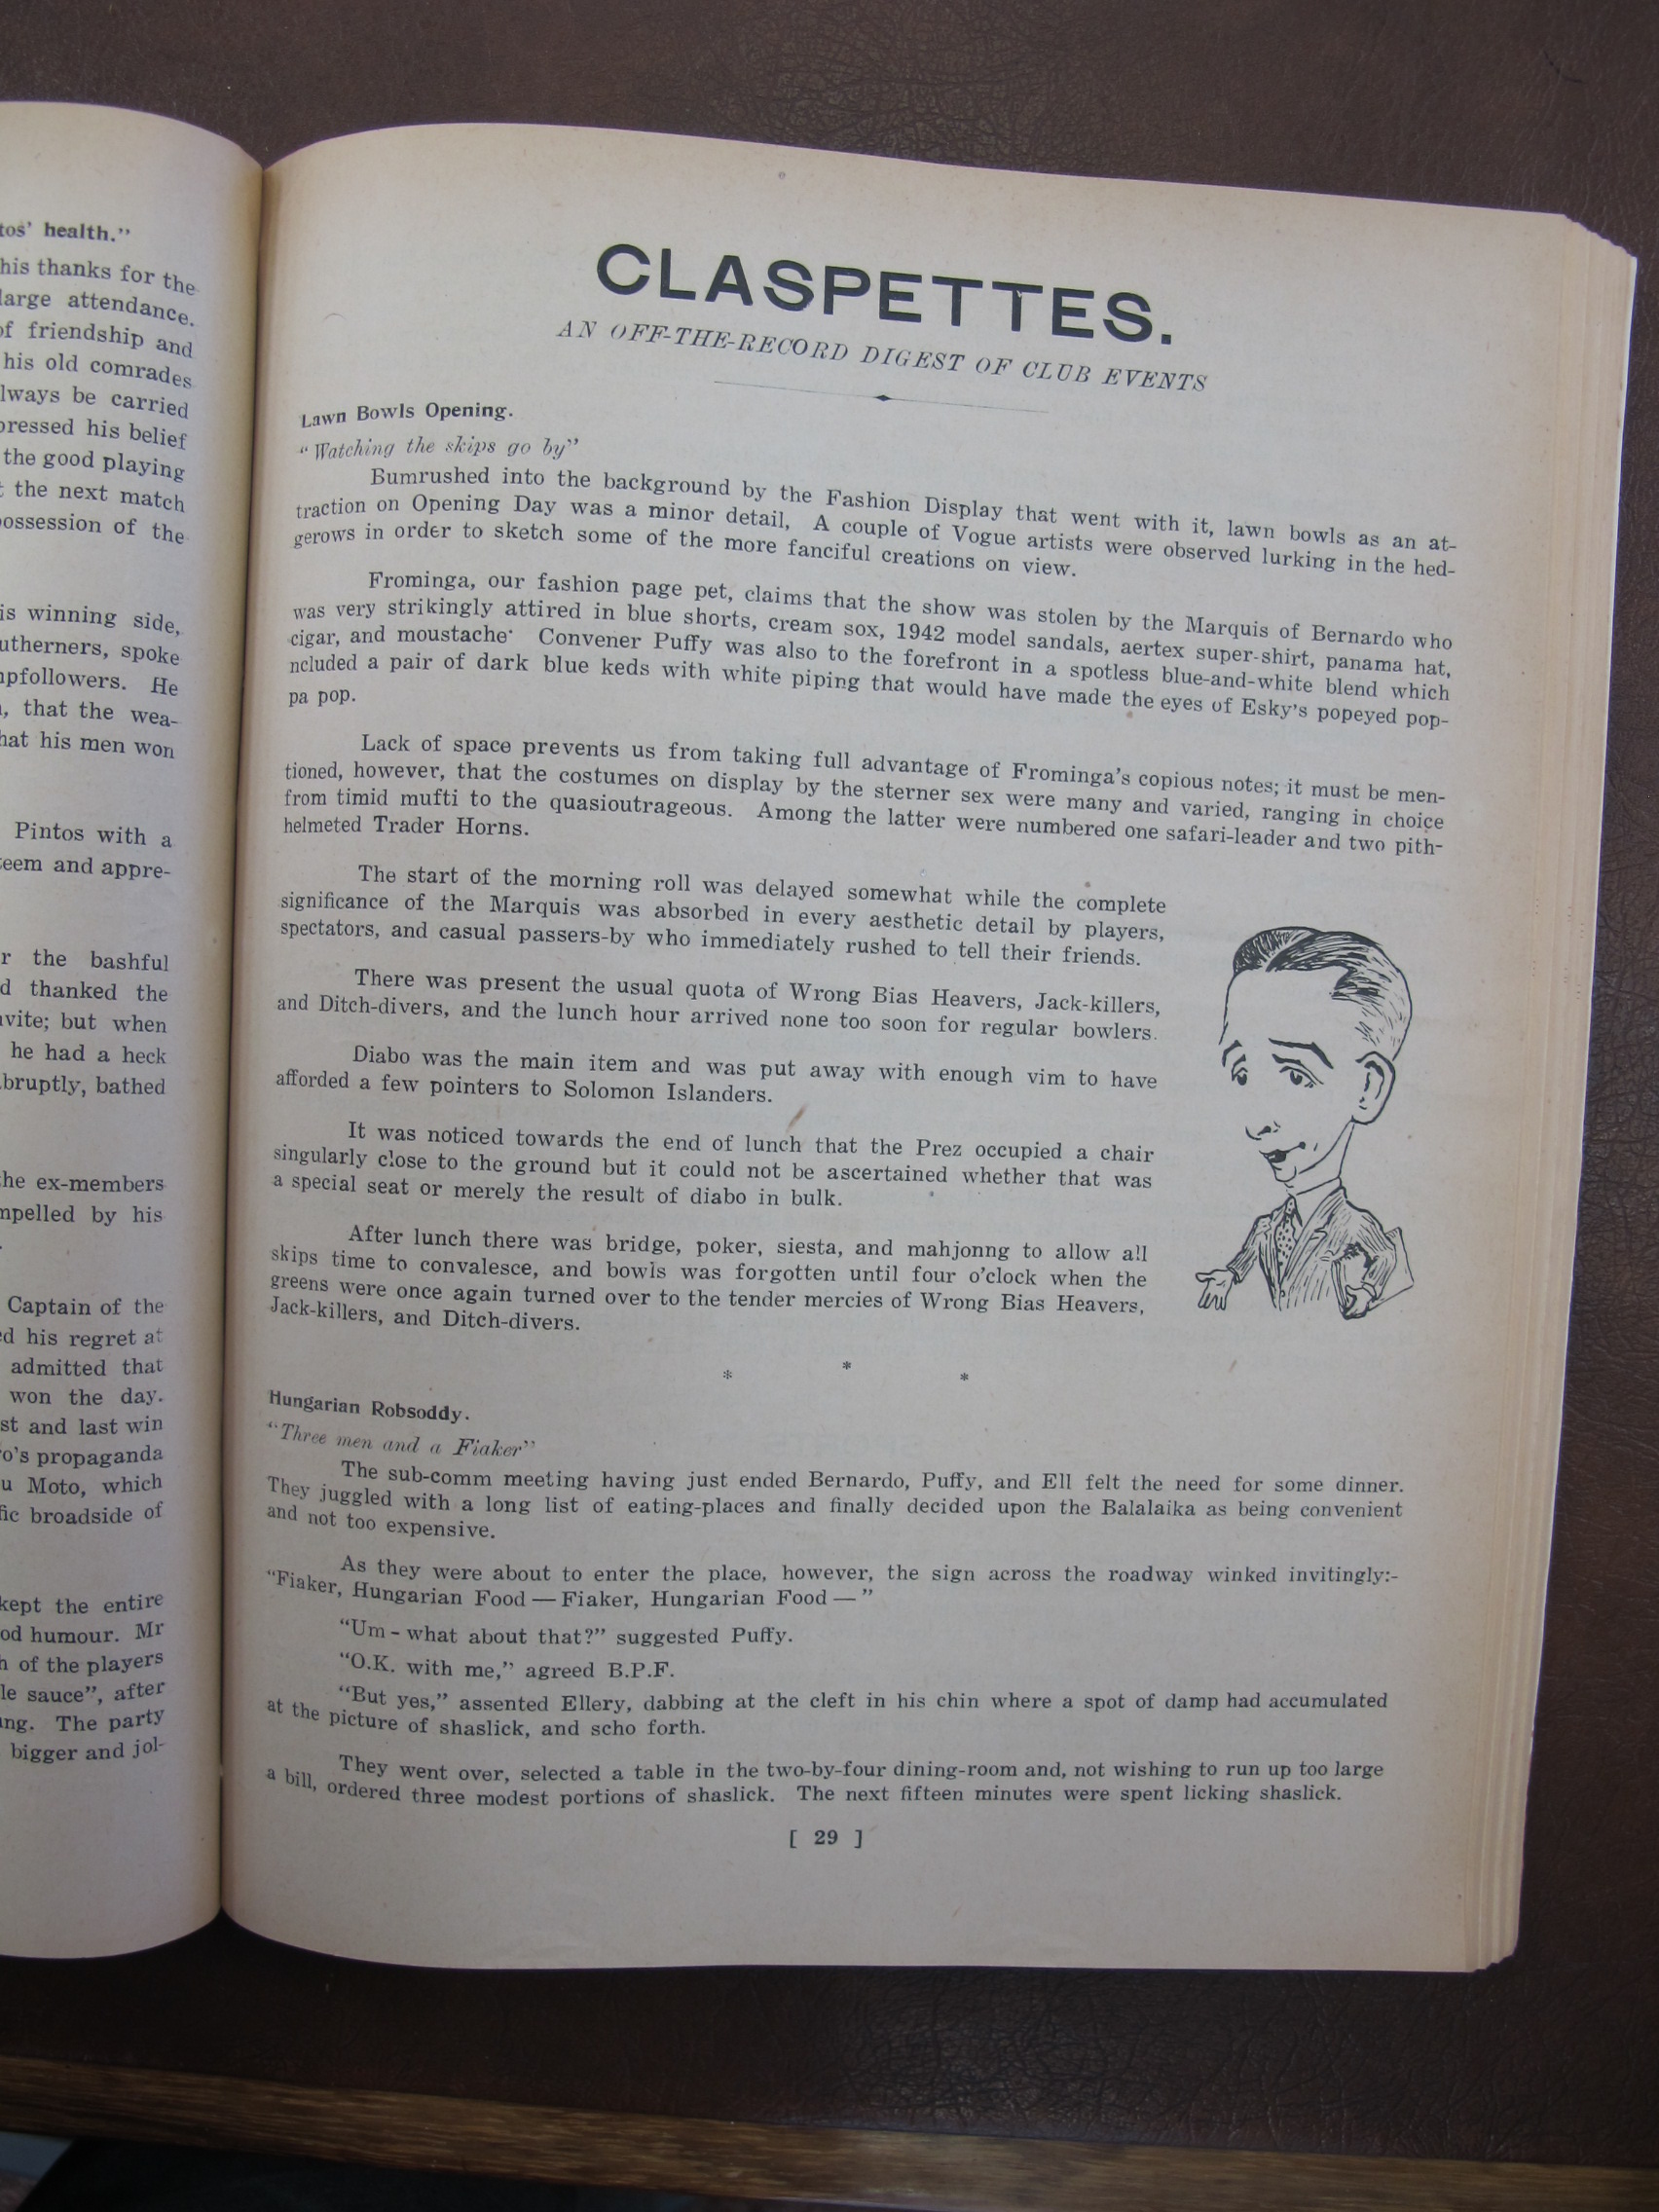 tos' health."
his thanks for the
large attendance.
of friendship and
his old comrades
lways be carried
pressed his belief
the good playing
t the next match
possession of the
is winning side,
utherners, spoke
mpfollowers. He
, that the wea-
hat his men won
Pintos with a
teem and appre-
r the bashful
d thanked the
nvite; but when
he had a heck
bruptly, bathed
the ex-members
mpelled by his
Captain of the
ed his regret at
admitted that
won the day.
st and last win
o's propaganda
u Moto, which
fic broadside of
kept the entire
od humour. Mr
h of the players
le sauce", after
ing. The party
bigger and jol-
CLASPETTES.
AN OFF-THE-RECORD DIGEST OF CLUB EVENTS
Lawn Bowls Opening.
"Watching the skips go by"
Bumrushed into the background by the Fashion Display that went with it, lawn bowls as an at-
traction on Opening Day was a minor detail, A couple of Vogue artists were observed lurking in the hed-
gerows in order to sketch some of the more fanciful creations on view.
Frominga, our fashion page pet, claims that the show was stolen by the Marquis of Bernardo who
was very strikingly attired in blue shorts, cream sox, 1942 model sandals, aertex super-shirt, panama hat,
cigar, and moustache· Convener Puffy was also to the forefront in a spotless blue-and-white blend which
ncluded a pair of dark blue keds with white piping that would have made the eyes of Esky's popeyed pop-
pa pop.
Lack of space prevents us from taking full advantage of Frominga's copious notes; it must be men-
tioned, however, that the costumes on display by the sterner sex were many and varied, ranging in choice
from timid mufti to the quasioutrageous. Among the latter were numbered one safari-leader and two pith-
helmeted Trader Horns.
The start of the morning roll was delayed somewhat while the complete
significance of the Marquis was absorbed in every aesthetic detail by players,
spectators, and casual passers-by who immediately rushed to tell their friends.
There was present the usual quota of Wrong Bias Heavers, Jack-killers,
and Ditch-divers, and the lunch hour arrived none too soon for regular bowlers.
Diabo was the main item and was put away with enough vim to have
afforded a few pointers to Solomon Islanders.
It was noticed towards the end of lunch that the Prez occupied a chair
singularly close to the ground but it could not be ascertained whether that was
a special seat or merely the result of diabo in bulk.
After lunch there was bridge, poker, siesta, and mahjonng to allow all
skips time to convalesce, and bowls was forgotten until four o'clock when the
greens were once again turned over to the tender mercies of Wrong Bias Heavers,
Jack-killers, and Ditch-divers.
* * *
Hungarian Robsoddy.
"Three men and a Fiaker"
The sub-comm meeting having just ended Bernardo, Puffy, and Ell felt the need for some dinner.
They juggled with a long list of eating-places and finally decided upon the Balalaika as being convenient
and not too expensive.
As they were about to enter the place, however, the sign across the roadway winked invitingly:-
"Fiaker, Hungarian Food — Fiaker, Hungarian Food — "
"Um - what about that?" suggested Puffy.
"O.K. with me," agreed B.P.F.
"But yes," assented Ellery, dabbing at the cleft in his chin where a spot of damp had accumulated
at the picture of shaslick, and scho forth.
They went over, selected a table in the two-by-four dining-room and, not wishing to run up too large
a bill, ordered three modest portions of shaslick. The next fifteen minutes were spent licking shaslick.
[ 29 ]